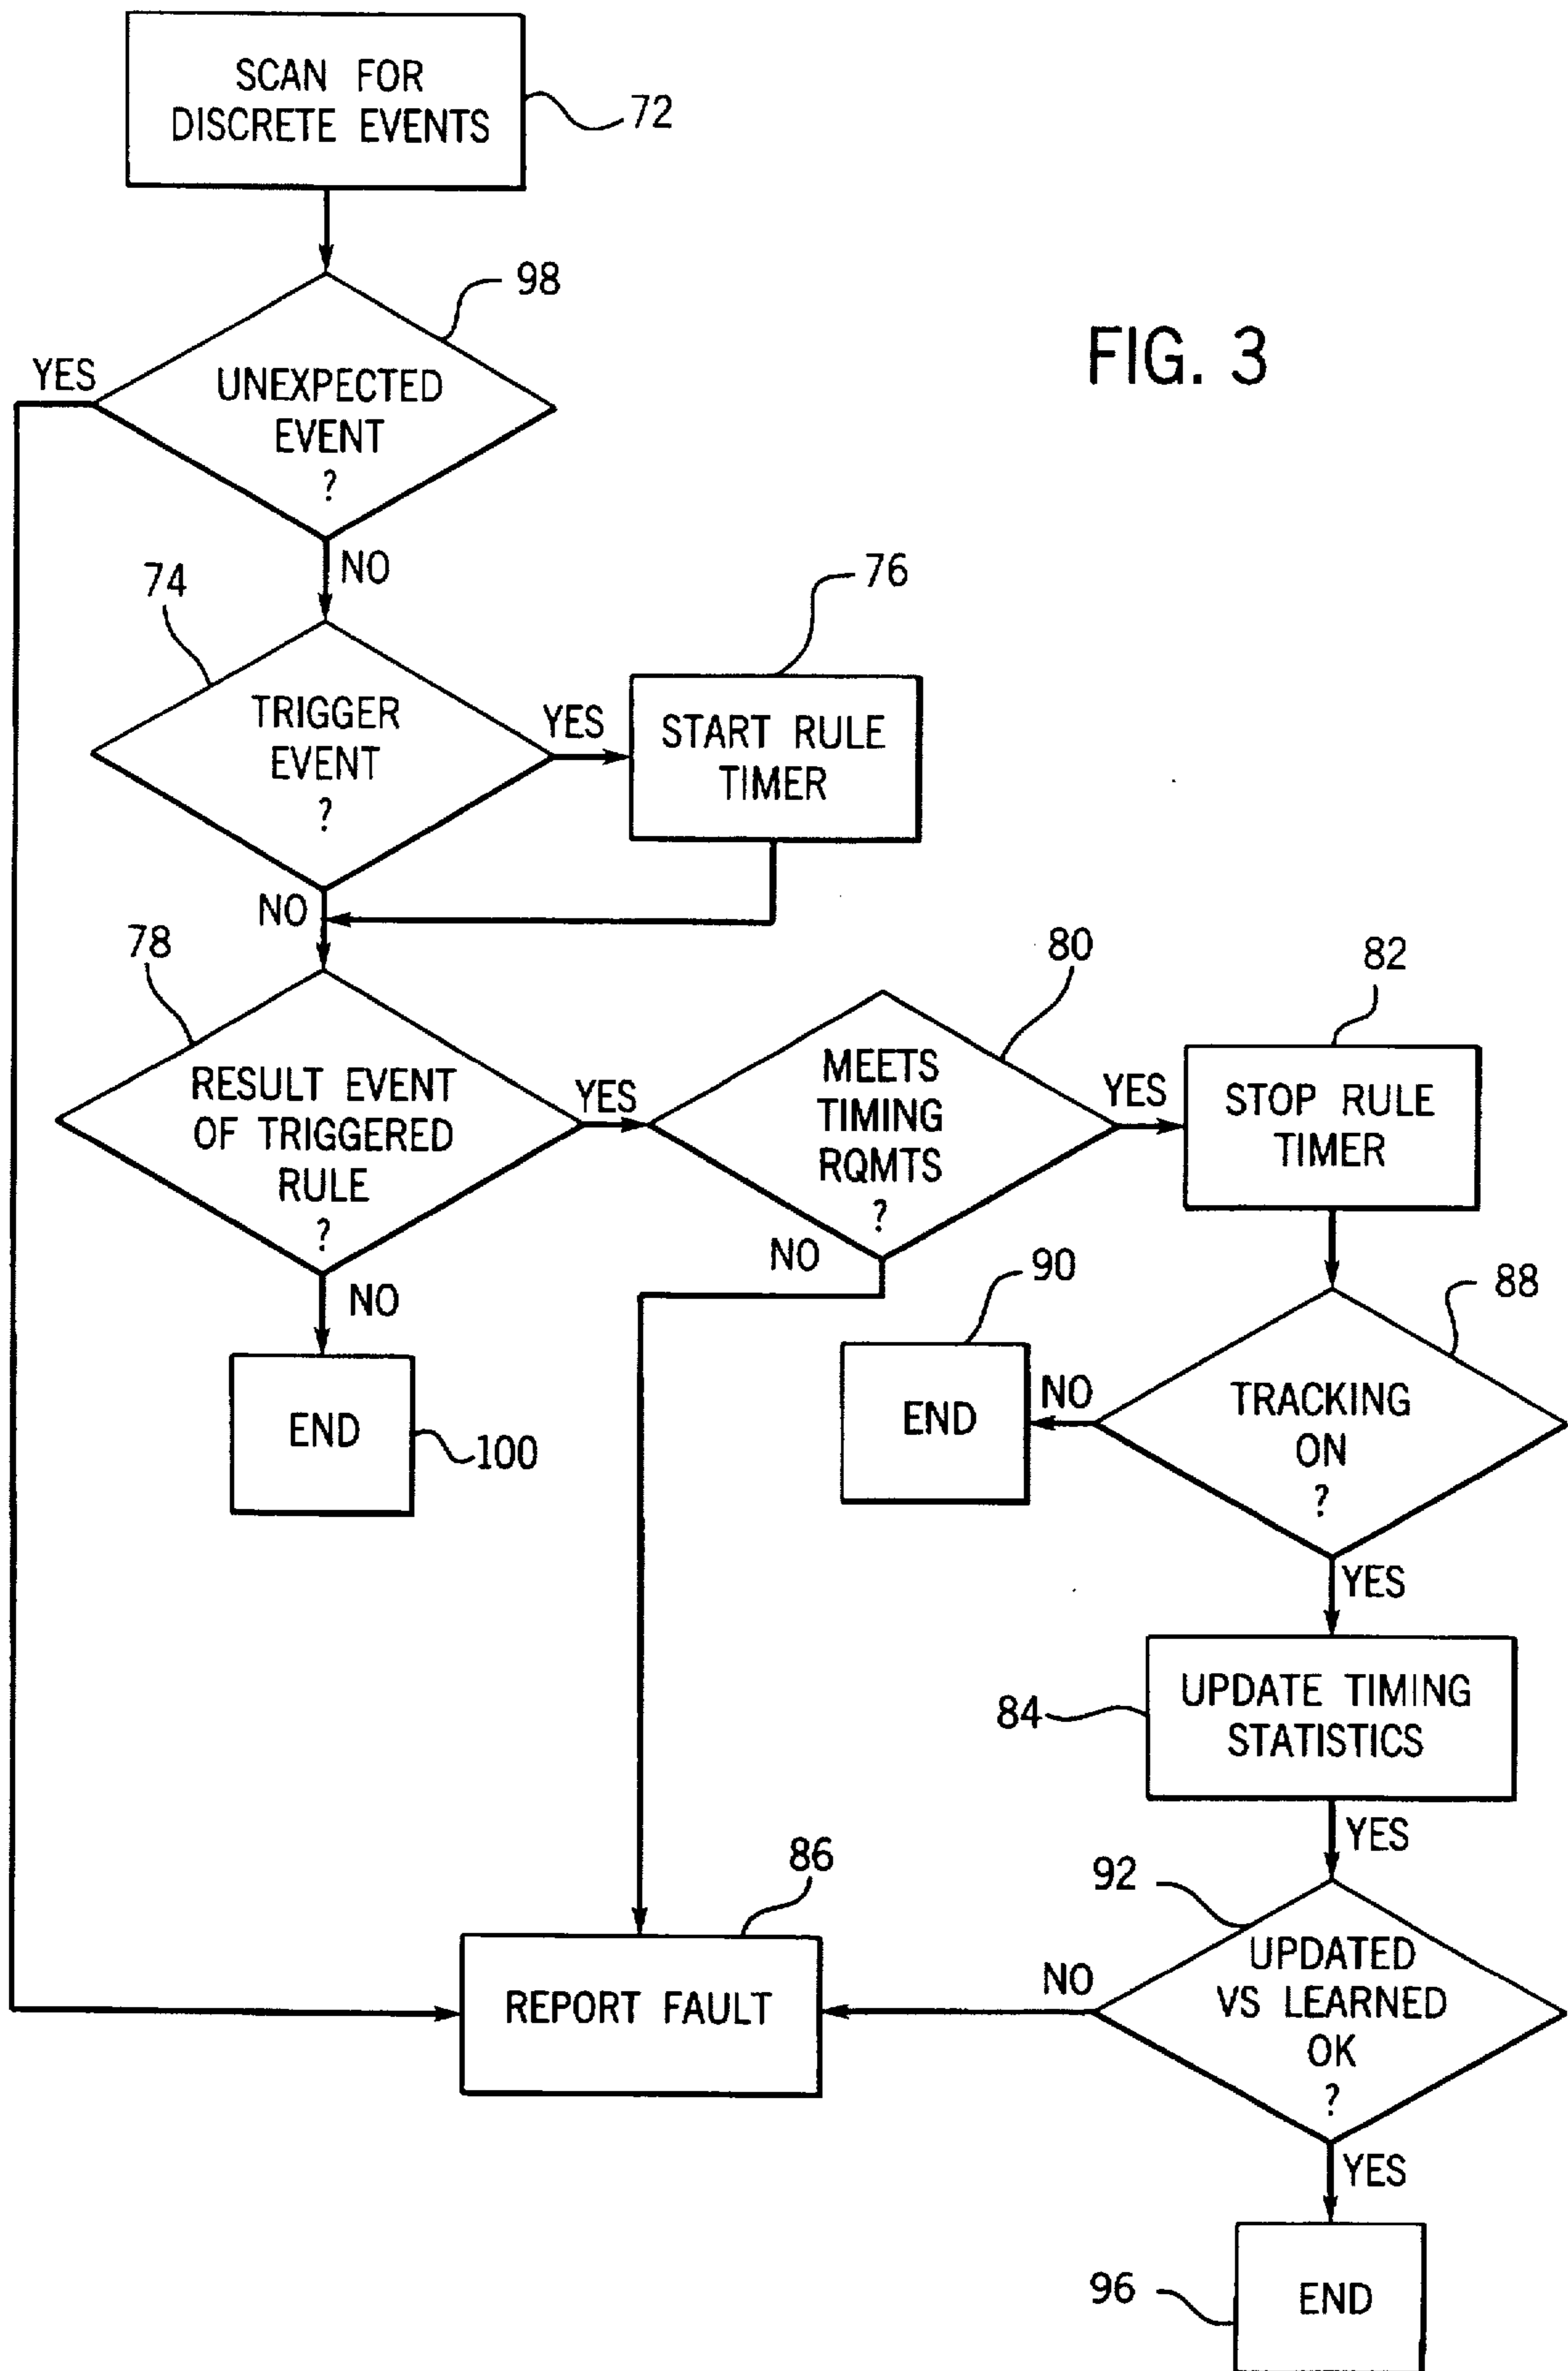 SCAN FOR
DISCRETE EVENTS
72
98
FIG. 3
YES
UNEXPECTED
EVENT
?
NO
74
76
TRIGGER
EVENT
?
YES
START RULE
TIMER
NO
78
80
82
RESULT EVENT
OF TRIGGERED
RULE
?
YES
MEETS
TIMING
RQMTS
?
YES
STOP RULE
TIMER
NO
NO
90
88
END
100
END
NO
TRACKING
ON
?
YES
84
UPDATE TIMING
STATISTICS
YES
86
92
REPORT FAULT
NO
UPDATED
VS LEARNED
OK
?
YES
96
END